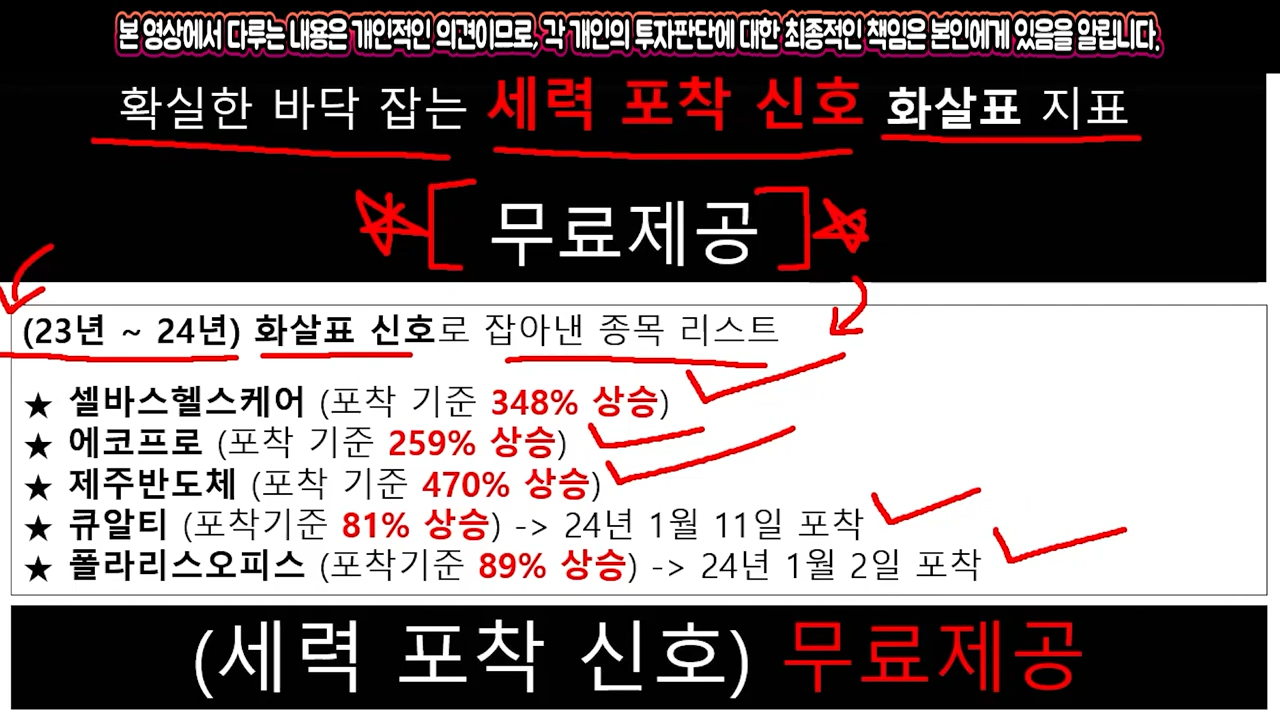 본 영상에서 다루는 내용은 개인적인 의견이므로, 각 개인의 투자판단에 대한 최종적인 책임은 본인에게 있음을 알립니다.
확실한 바닥 잡는 세력 포착 신호 화살표 지표
무료제공
(23년 ~ 24년) 화살표 신호로 잡아낸 종목 리스트
★ 셀바스헬스케어 (포착 기준 348% 상승)
★ 에코프로 (포착 기준 259% 상승)
★ 제주반도체 (포착 기준 470% 상승)
★ 큐알티 (포착기준 81% 상승) -> 24년 1월 11일 포착
★ 폴라리스오피스 (포착기준 89% 상승) -> 24년 1월 2일 포착
(세력 포착 신호) 무료제공